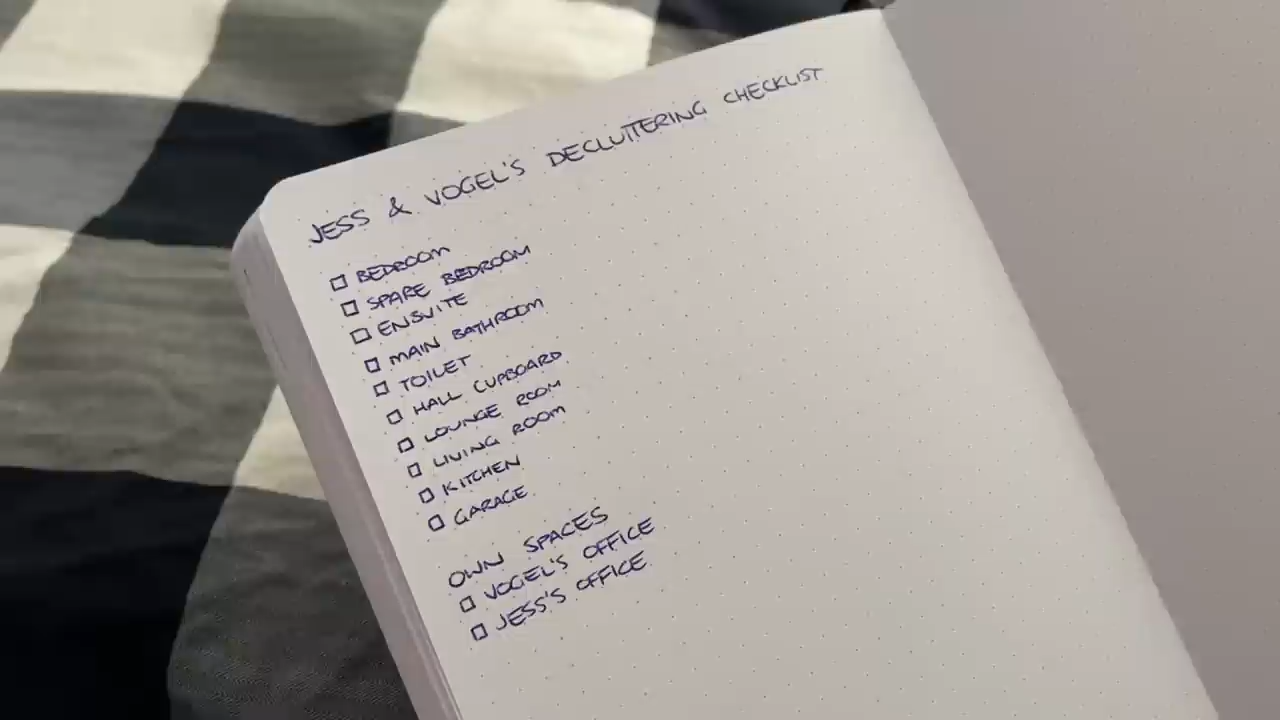 JESS & VOGEL'S DECLUTTERING CHECKLIST
BEDROOM
SPARE BEDROOM
ENSUITE
MAIN BATHROOM
TOILET
HALL CUPBOARD
LOUNGE ROOM
LIVING ROOM
KITCHEN
GARAGE
OWN SPACES
VOGEL'S OFFICE
JESS'S OFFICE